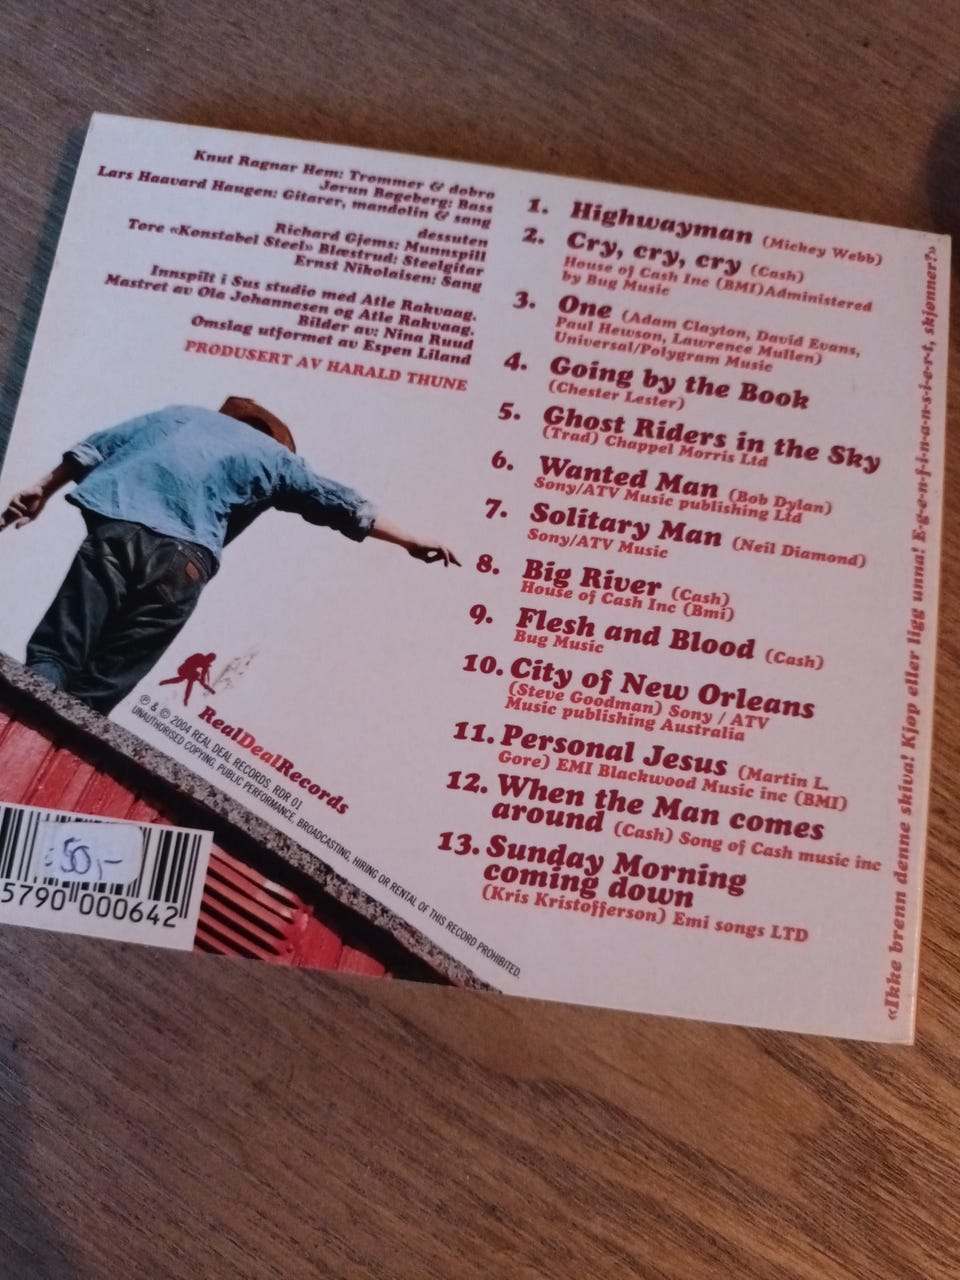 Knut Ragnar Hem: Trommer & dobro
Jørun Bøgeberg: Bass
Lars Haavard Haugen: Gitarer, mandolin & sang
dessuten
Richard Gjems: Munnspill
Tore «Konstabel Steel» Blæstrud: Steelgitar
Ernst Nikolaisen: Sang
Innspilt i Sus studio med Atle Rakvaag.
Mastret av Ola Johannesen og Atle Rakvaag.
Bilder av: Nina Ruud
Omslag utformet av Espen Liland
PRODUSERT AV HARALD THUNE
1. Highwayman (Mickey Webb)
2. Cry, cry, cry (Cash)
House of Cash Inc (BMI)Administered
by Bug Music
3. One (Adam Clayton, David Evans,
Paul Hewson, Lawrence Mullen)
Universal/Polygram Music
4. Going by the Book
(Chester Lester)
5. Ghost Riders in the Sky
(Trad) Chappel Morris Ltd
6. Wanted Man (Bob Dylan)
Sony/ATV Music publishing Ltd
7. Solitary Man (Neil Diamond)
Sony/ATV Music
8. Big River (Cash)
House of Cash Inc (Bmi)
9. Flesh and Blood (Cash)
Bug Music
10. City of New Orleans
(Steve Goodman) Sony / ATV
Music publishing Australia
11. Personal Jesus (Martin L.
Gore) EMI Blackwood Music inc (BMI)
12. When the Man comes
around (Cash) Song of Cash music inc
13. Sunday Morning
coming down
(Kris Kristofferson) Emi songs LTD
«Ikke brenn denne skiva! Kjøp eller ligg unna! E-g-e-n-f-i-n-a-n-s-i-e-r-t, skjønner?»
RealDealRecords
℗ & © 2004 REAL DEAL RECORDS. RDR 01
UNAUTHORISED COPYING, PUBLIC PERFORMANCE, BROADCASTING, HIRING OR RENTAL OF THIS RECORD PROHIBITED.
50,-
5790 000642